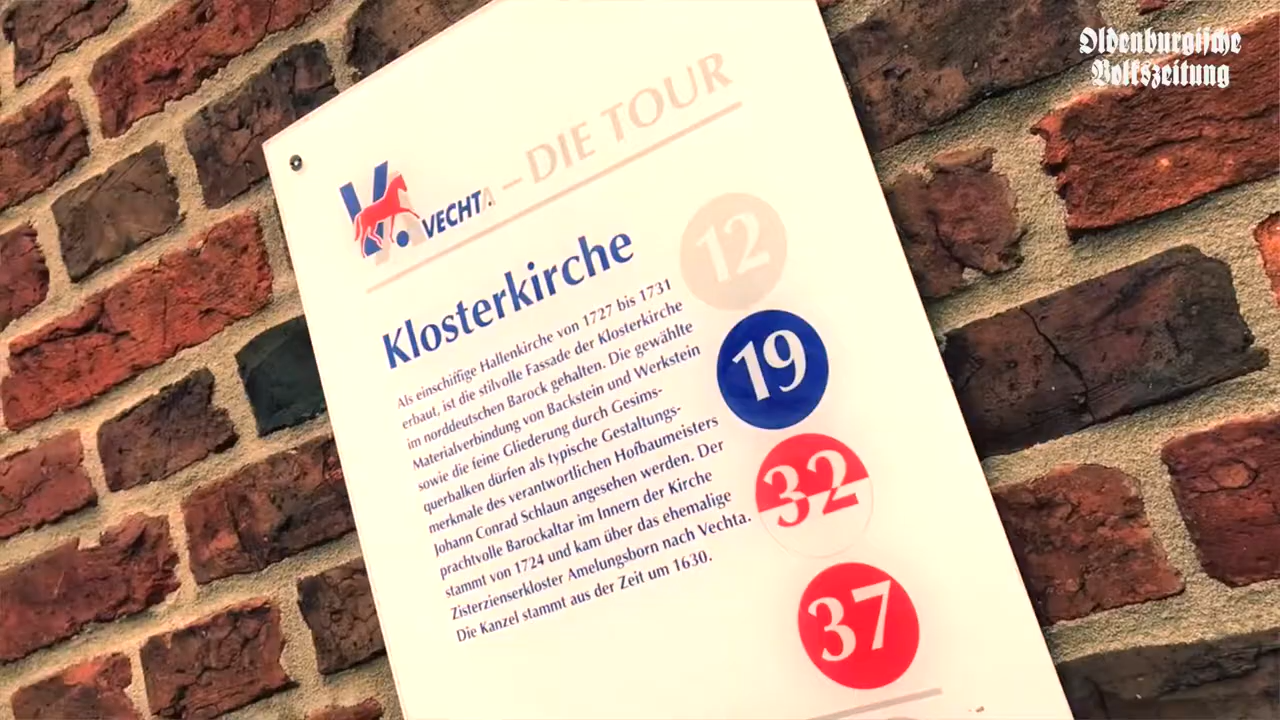 Oldenburgische
Volkszeitung
VECHTA – DIE TOUR
Klosterkirche
Als einschiffige Hallenkirche von 1727 bis 1731
erbaut, ist die stilvolle Fassade der Klosterkirche
im norddeutschen Barock gehalten. Die gewählte
Materialverbindung von Backstein und Werkstein
sowie die feine Gliederung durch Gesims-
querbalken dürfen als typische Gestaltungs-
merkmale des verantwortlichen Hofbaumeisters
Johann Conrad Schlaun angesehen werden. Der
prachtvolle Barockaltar im Innern der Kirche
stammt von 1724 und kam über das ehemalige
Zisterzienserkloster Amelungsborn nach Vechta.
Die Kanzel stammt aus der Zeit um 1630.
12
19
32
37